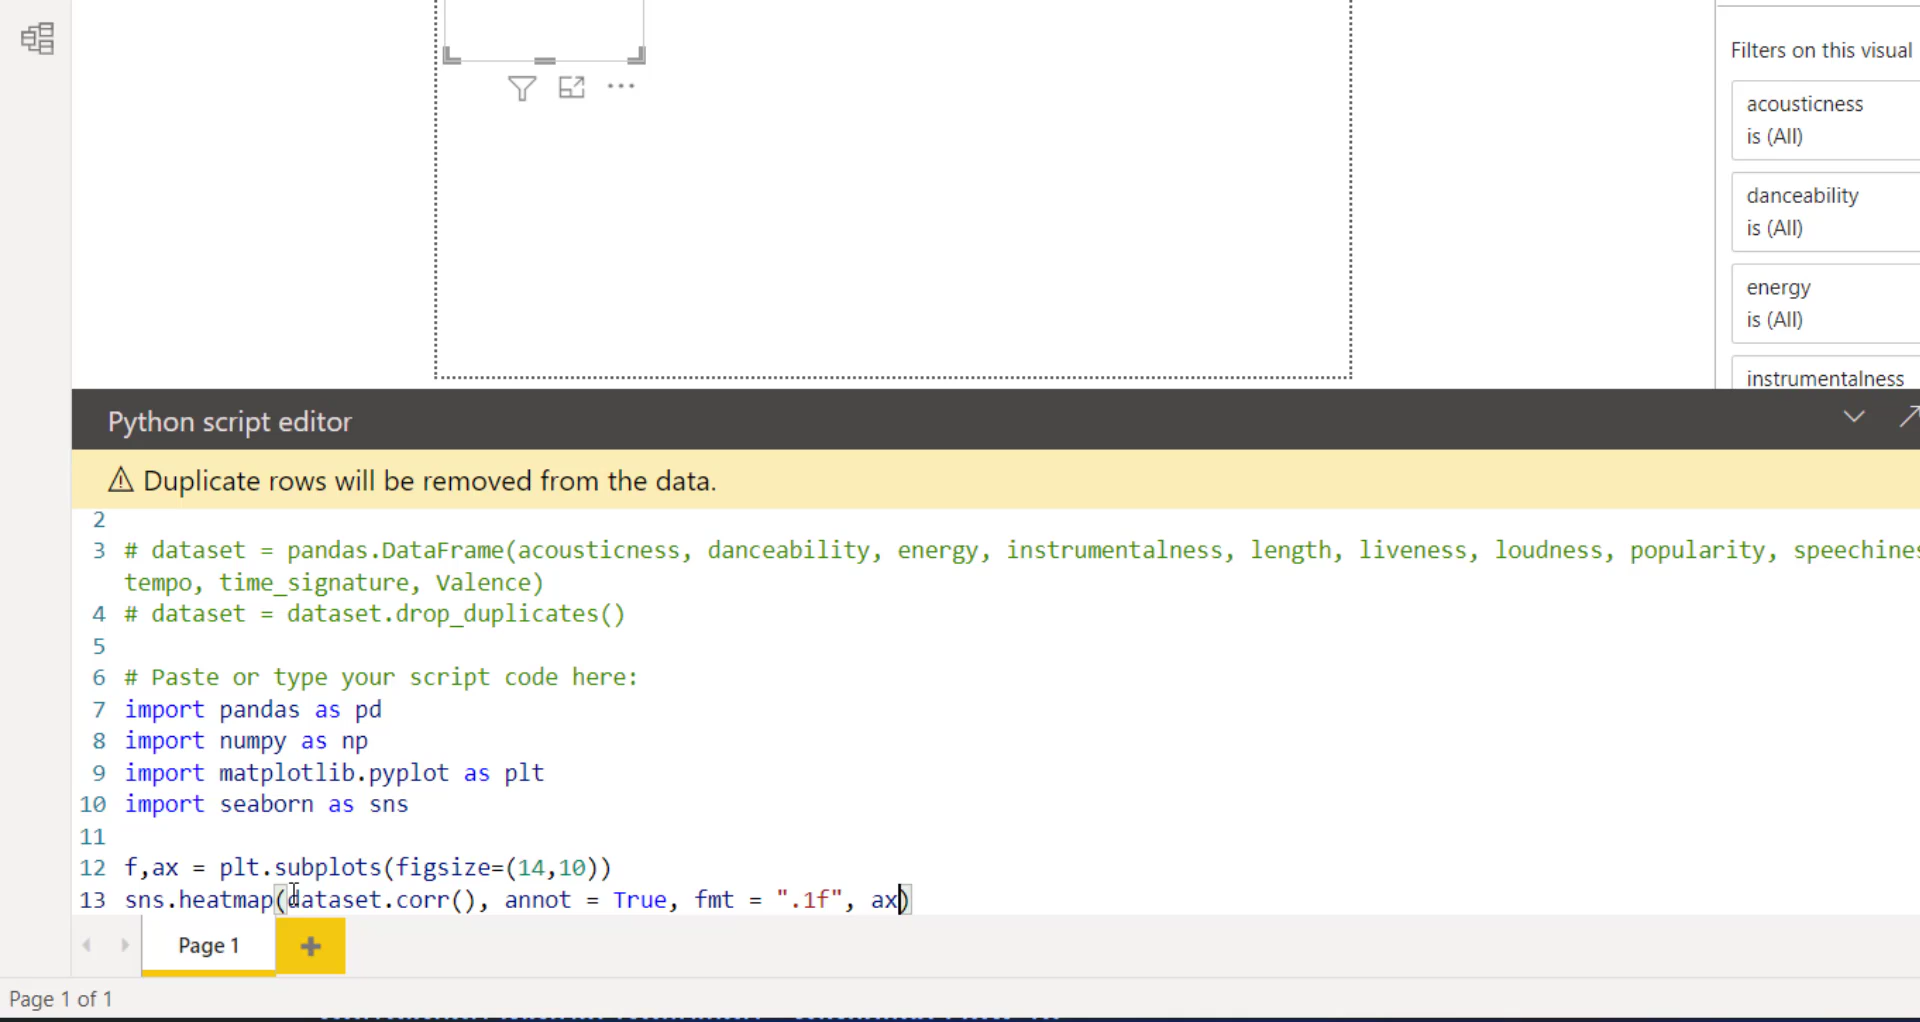 Filters on this visual
acousticness
is (All)
danceability
is (All)
energy
is (All)
instrumentalness
Python script editor
Duplicate rows will be removed from the data.
2
3 # dataset = pandas.DataFrame(acousticness, danceability, energy, instrumentalness, length, liveness, loudness, popularity, speechines
tempo, time_signature, Valence)
4 # dataset = dataset.drop_duplicates()
5
6 # Paste or type your script code here:
7 import pandas as pd
8 import numpy as np
9 import matplotlib.pyplot as plt
10 import seaborn as sns
11
12 f,ax = plt.subplots(figsize=(14,10))
13 sns.heatmap(dataset.corr(), annot = True, fmt = ".1f", ax)
Page 1
Page 1 of 1